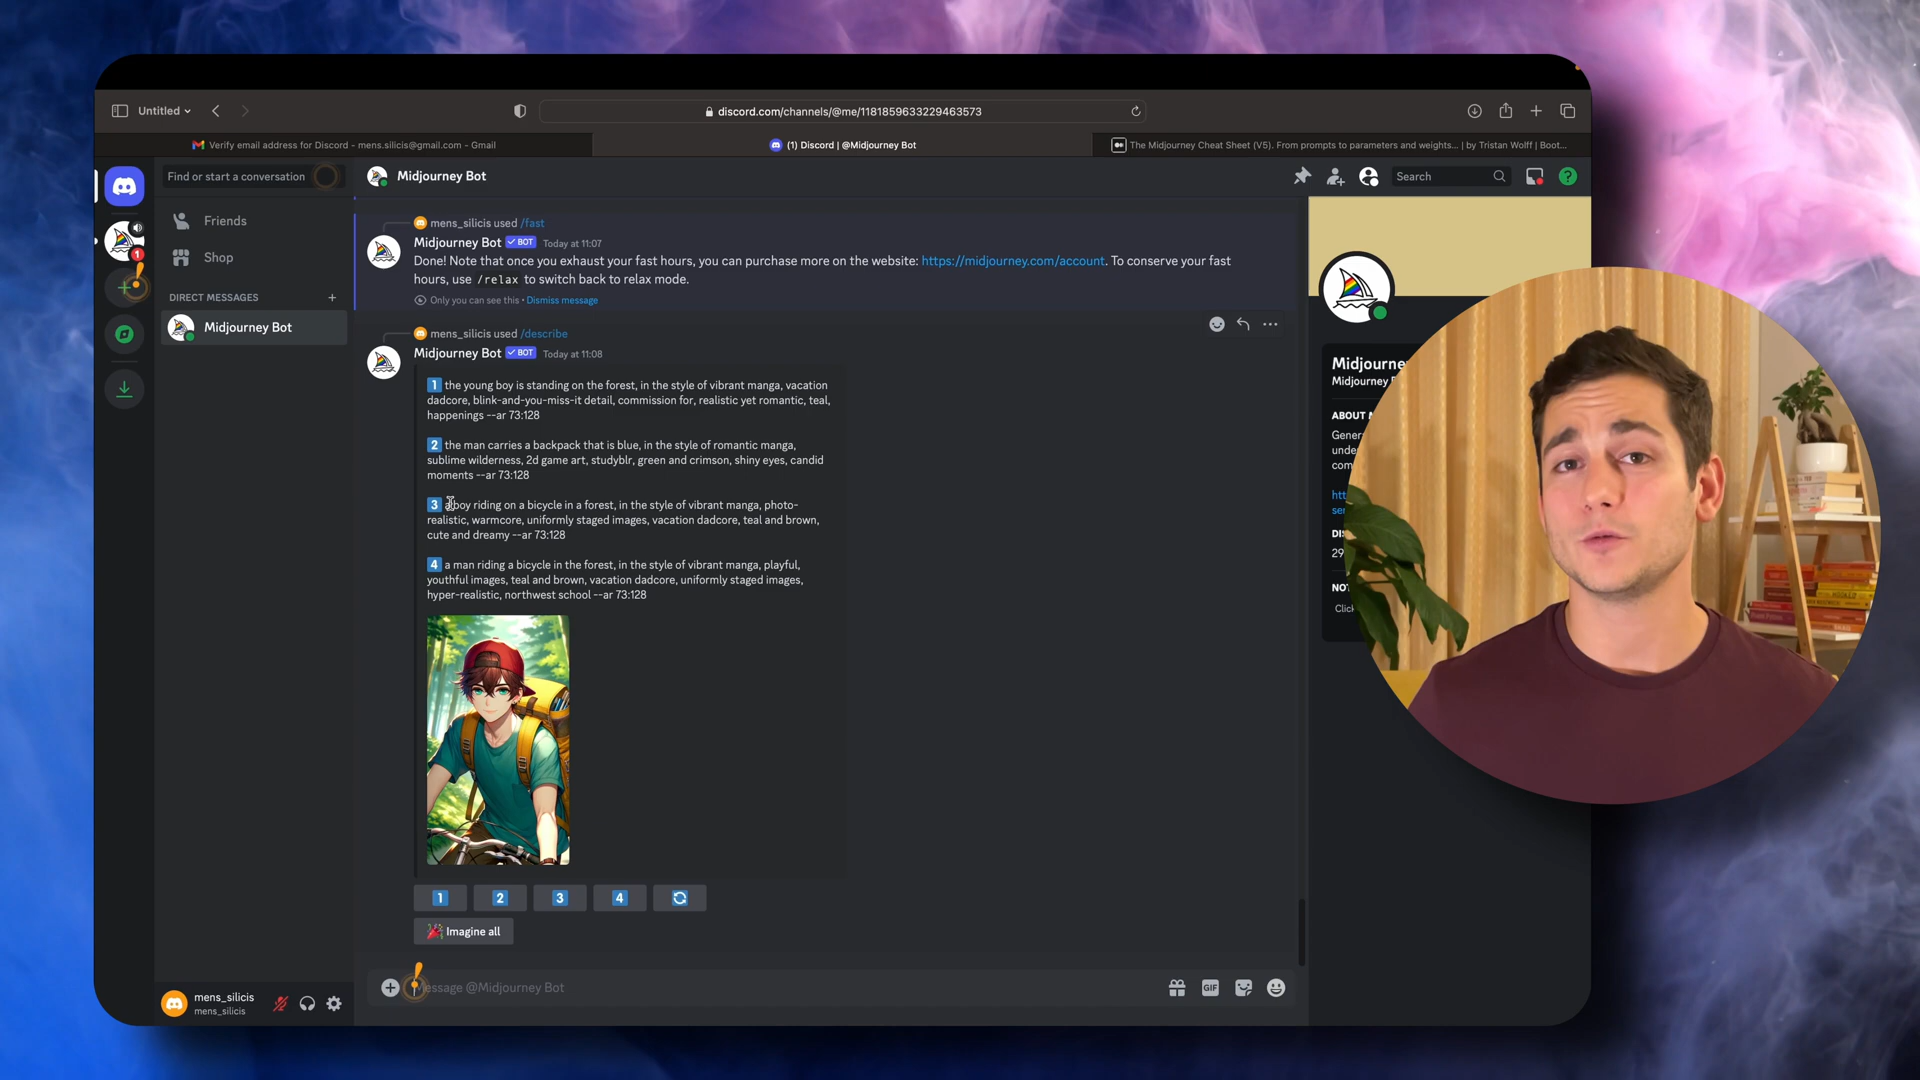 Untitled
discord.com/channels/@me/1181859633229463573
Verify email address for Discord - mens.silicis@gmail.com - Gmail
(1) Discord | @Midjourney Bot
The Midjourney Cheat Sheet (V5). From prompts to parameters and weights... | by Tristan Wolff | Boot...
Find or start a conversation
Midjourney Bot
Search
Friends
Shop
DIRECT MESSAGES
Midjourney Bot
1
mens_silicis used /fast
Midjourney Bot BOT Today at 11:07
Done! Note that once you exhaust your fast hours, you can purchase more on the website: https://midjourney.com/account. To conserve your fast
hours, use /relax to switch back to relax mode.
Only you can see this • Dismiss message
mens_silicis used /describe
Midjourney Bot BOT Today at 11:08
1 the young boy is standing on the forest, in the style of vibrant manga, vacation
dadcore, blink-and-you-miss-it detail, commission for, realistic yet romantic, teal,
happenings --ar 73:128
2 the man carries a backpack that is blue, in the style of romantic manga,
sublime wilderness, 2d game art, studyblr, green and crimson, shiny eyes, candid
moments --ar 73:128
3 a boy riding on a bicycle in a forest, in the style of vibrant manga, photo-
realistic, warmcore, uniformly staged images, vacation dadcore, teal and brown,
cute and dreamy --ar 73:128
4 a man riding a bicycle in the forest, in the style of vibrant manga, playful,
youthful images, teal and brown, vacation dadcore, uniformly staged images,
hyper-realistic, northwest school --ar 73:128
1 2 3 4
Imagine all
Message @Midjourney Bot
GIF
mens_silicis
mens_silicis
Midjourne
Midjourney
ABOUT
Gener
unde
com
htt
ser
DIS
29
NOT
Click